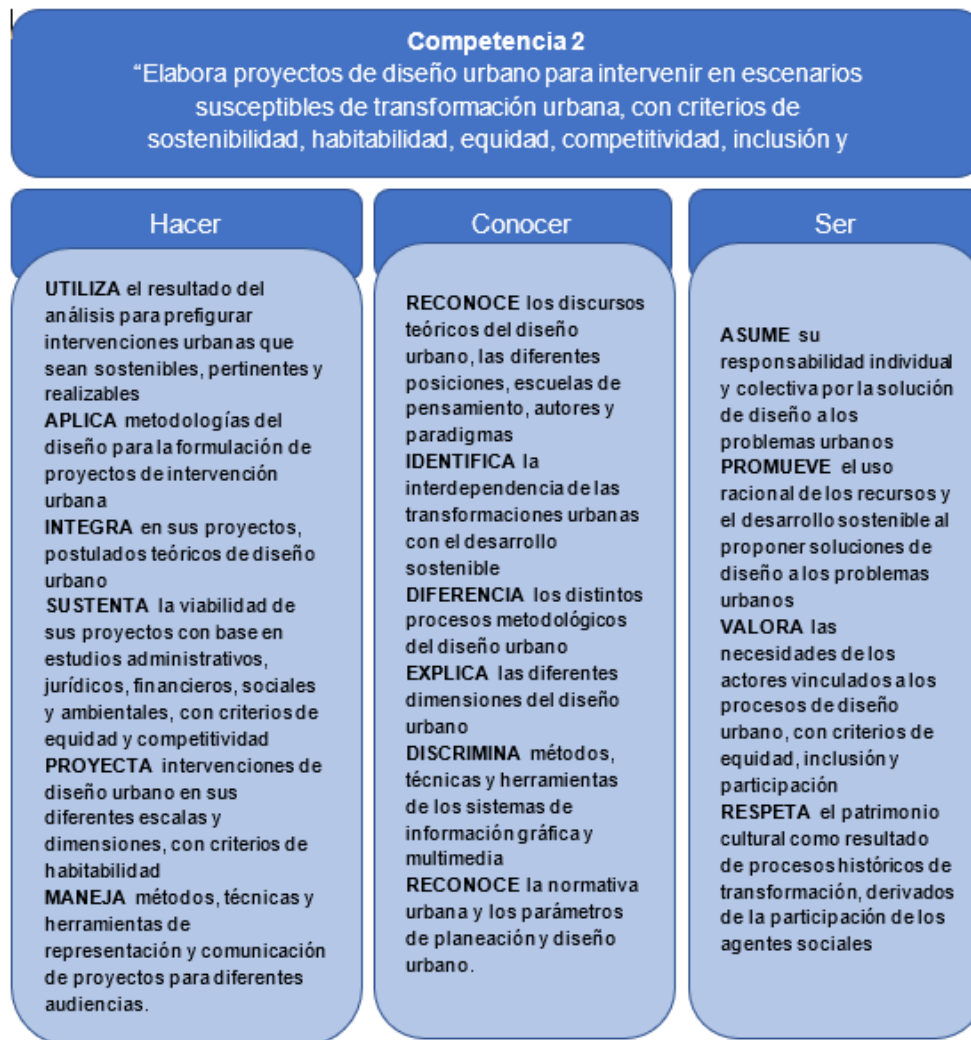 Competencia 2
“Elabora proyectos de diseño urbano para intervenir en escenarios
susceptibles de transformación urbana, con criterios de
sostenibilidad, habitabilidad, equidad, competitividad, inclusión y
Hacer
UTILIZA el resultado del
análisis para prefigurar
intervenciones urbanas que
sean sostenibles, pertinentes y
realizables
APLICA metodologías del
diseño para la formulación de
proyectos de intervención
urbana
INTEGRA en sus proyectos,
postulados teóricos de diseño
urbano
SUSTENTA la viabilidad de
sus proyectos con base en
estudios administrativos,
jurídicos, financieros, sociales
y ambientales, con criterios de
equidad y competitividad
PROYECTA intervenciones de
diseño urbano en sus
diferentes escalas y
dimensiones, con criterios de
habitabilidad
MANEJA métodos, técnicas y
herramientas de
representación y comunicación
de proyectos para diferentes
audiencias.
Conocer
RECONOCE los discursos
teóricos del diseño
urbano, las diferentes
posiciones, escuelas de
pensamiento, autores y
paradigmas
IDENTIFICA la
interdependencia de las
transformaciones urbanas
con el desarrollo
sostenible
DIFERENCIA los distintos
procesos metodológicos
del diseño urbano
EXPLICA las diferentes
dimensiones del diseño
urbano
DISCRIMINA métodos,
técnicas y herramientas
de los sistemas de
información gráfica y
multimedia
RECONOCE la normativa
urbana y los parámetros
de planeación y diseño
urbano.
Ser
ASUME su
responsabilidad individual
y colectiva por la solución
de diseño a los
problemas urbanos
PROMUEVE el uso
racional de los recursos y
el desarrollo sostenible al
proponer soluciones de
diseño a los problemas
urbanos
VALORA las
necesidades de los
actores vinculados a los
procesos de diseño
urbano, con criterios de
equidad, inclusión y
participación
RESPETA el patrimonio
cultural como resultado
de procesos históricos de
transformación, derivados
de la participación de los
agentes sociales